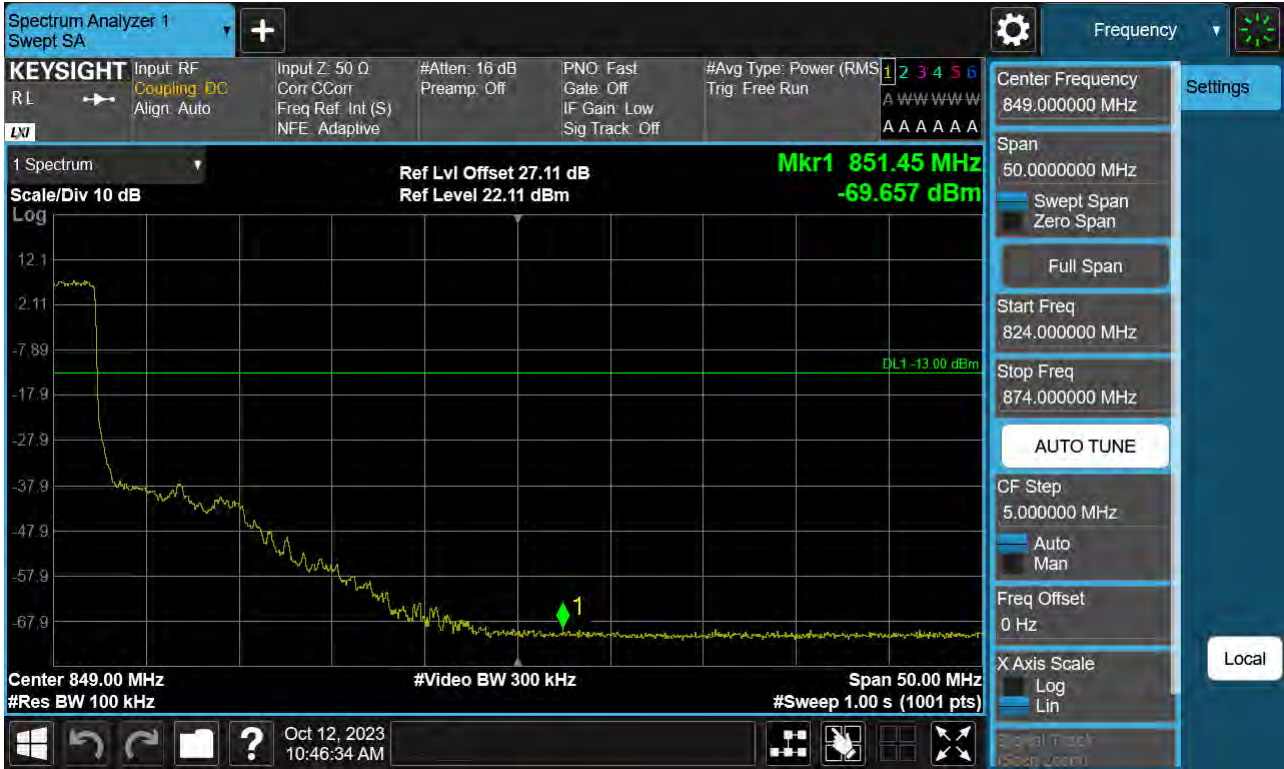 Spectrum Analyzer 1
Swept SA
Frequency
KEYSIGHT
RL
LXI
Input: RF
Coupling: DC
Align: Auto
Input Z: 50 Ω
Corr CCorr
Freq Ref: Int (S)
NFE: Adaptive
#Atten: 16 dB
Preamp: Off
PNO: Fast
Gate: Off
IF Gain: Low
Sig Track: Off
#Avg Type: Power (RMS
Trig: Free Run
1 2 3 4 5 6
A W W W W W
A A A A A A
1 Spectrum
Scale/Div 10 dB
Log
Ref Lvl Offset 27.11 dB
Ref Level 22.11 dBm
Mkr1 851.45 MHz
-69.657 dBm
12.1
2.11
-7.89
-17.9
-27.9
-37.9
-47.9
-57.9
-67.9
DL1 -13.00 dBm
1
Center 849.00 MHz
#Res BW 100 kHz
#Video BW 300 kHz
Span 50.00 MHz
#Sweep 1.00 s (1001 pts)
Center Frequency
849.000000 MHz
Span
50.0000000 MHz
Swept Span
Zero Span
Full Span
Start Freq
824.000000 MHz
Stop Freq
874.000000 MHz
AUTO TUNE
CF Step
5.000000 MHz
Auto
Man
Freq Offset
0 Hz
X Axis Scale
Log
Lin
Signal Track
(Span Zoom)
Settings
Local
?
Oct 12, 2023
10:46:34 AM